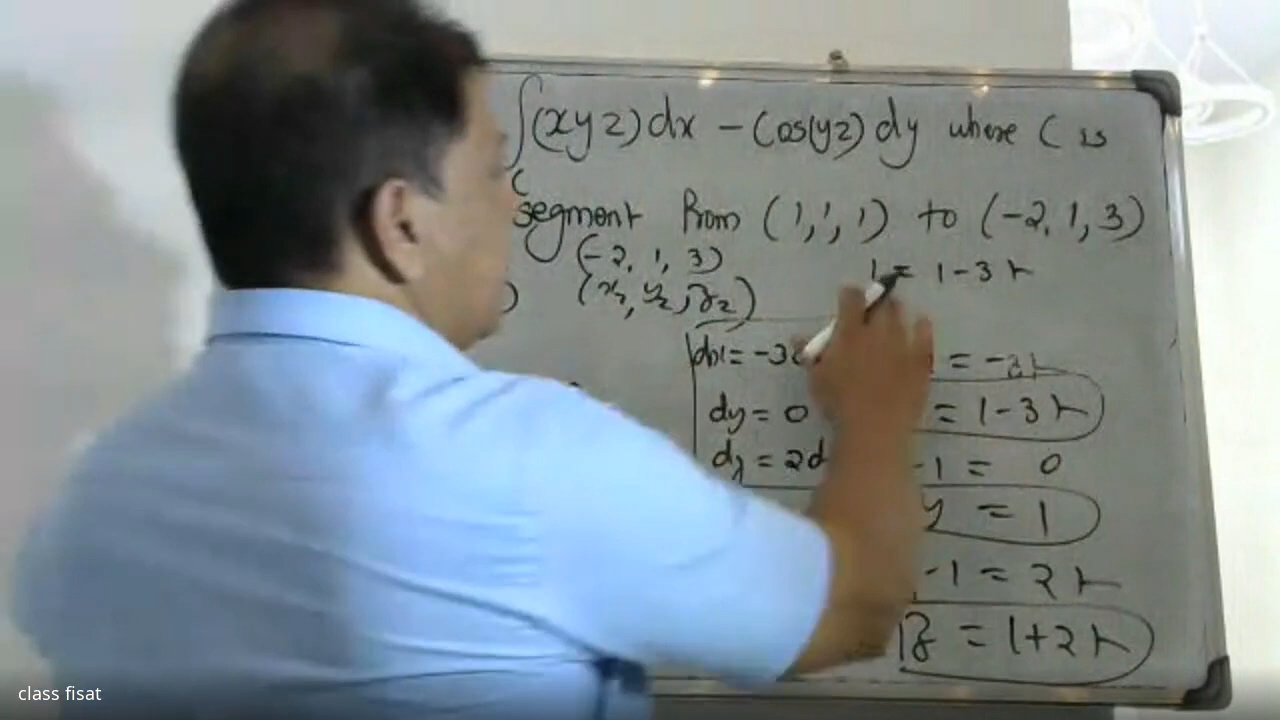 ∫(xyz)dx - Cos(yz) dy where C is
C
segment from (1, 1, 1) to (-2, 1, 3)
(-2, 1, 3)
1 = 1-3t
) (x₂, y₂, z₂)
dx = -3
= -3t
dy = 0
= 1-3t
dz = 2d
-1 = 0
y = 1
-1 = 2t
z = 1+2t
class fisat